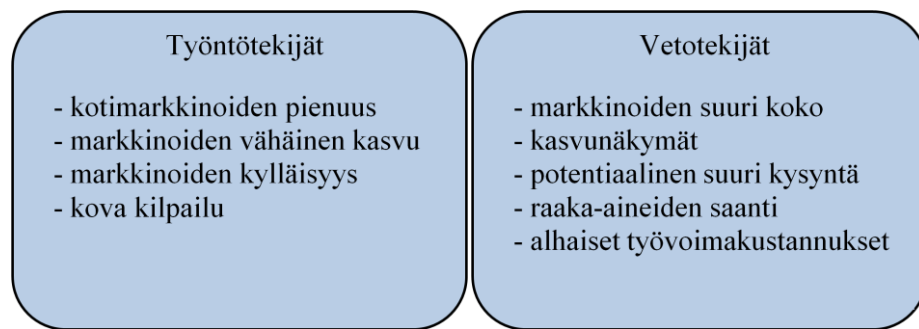 Työntötekijät
- kotimarkkinoiden pienuus
- markkinoiden vähäinen kasvu
- markkinoiden kylläisyys
- kova kilpailu
Vetotekijät
- markkinoiden suuri koko
- kasvunäkymät
- potentiaalinen suuri kysyntä
- raaka-aineiden saanti
- alhaiset työvoimakustannukset